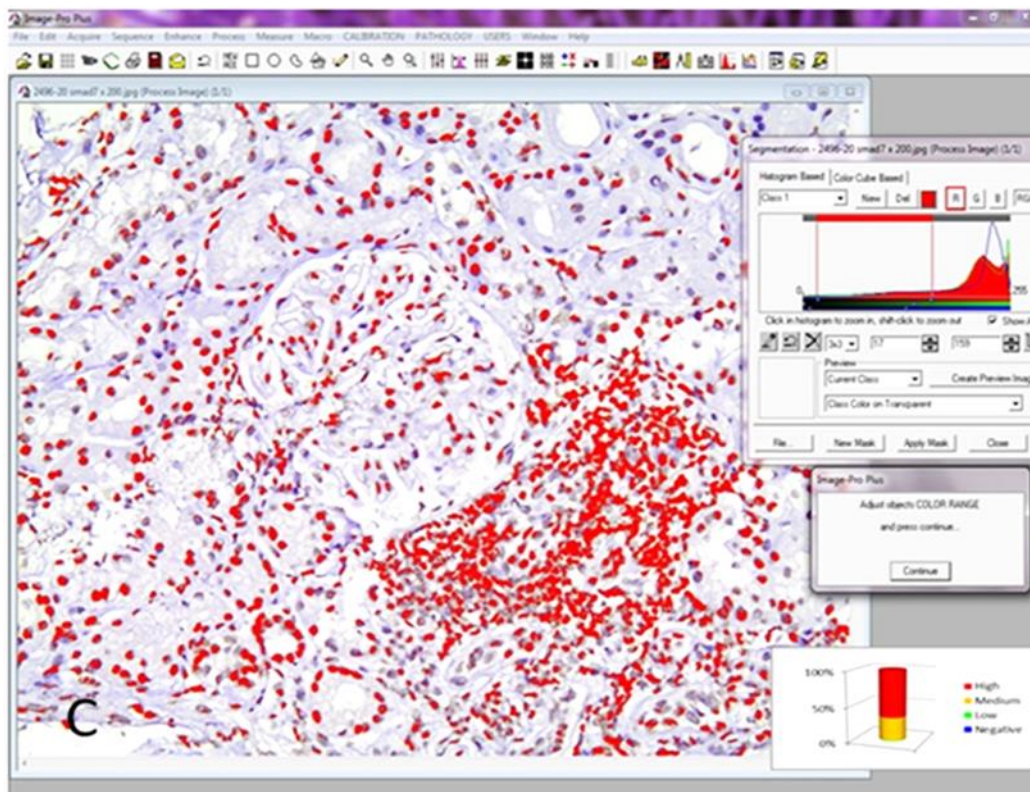 Image-Pro Plus
File Edit Acquire Sequence Enhance Process Measure Macro CALIBRATION PATHOLOGY USERS Window Help
2496-20 smad7 x 200.jpg (Process Image) (1/1)
Segmentation - 2496-20 smad7 x 200.jpg (Process Image) (1/1)
Histogram Based Color Cube Based
Class 1 New Del R G B
0 255
Click in histogram to zoom in, shift-click to zoom out
3x3 17 159
Preview
Current Class Create Preview
Class Color on Transparent
File... New Mask Apply Mask Close
Image-Pro Plus
Adjust objects COLOR RANGE
and press continue...
Continue
100%
50%
0%
High
Medium
Low
Negative
C